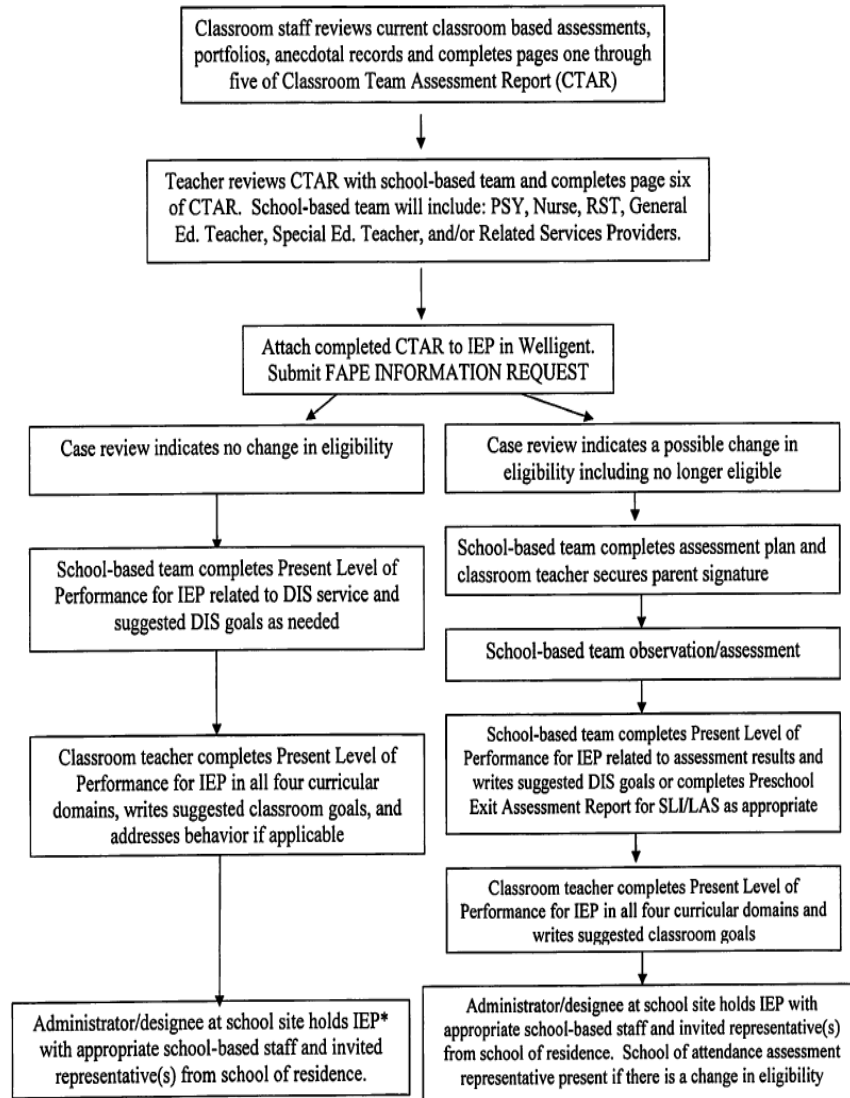 Classroom staff reviews current classroom based assessments,
portfolios, anecdotal records and completes pages one through
five of Classroom Team Assessment Report (CTAR)
Teacher reviews CTAR with school-based team and completes page six
of CTAR. School-based team will include: PSY, Nurse, RST, General
Ed. Teacher, Special Ed. Teacher, and/or Related Services Providers.
Attach completed CTAR to IEP in Welligent.
Submit FAPE INFORMATION REQUEST
Case review indicates no change in eligibility
School-based team completes Present Level of
Performance for IEP related to DIS service and
suggested DIS goals as needed
Classroom teacher completes Present Level of
Performance for IEP in all four curricular
domains, writes suggested classroom goals, and
addresses behavior if applicable
Administrator/designee at school site holds IEP*
with appropriate school-based staff and invited
representative(s) from school of residence.
Case review indicates a possible change in
eligibility including no longer eligible
School-based team completes assessment plan and
classroom teacher secures parent signature
School-based team observation/assessment
School-based team completes Present Level of
Performance for IEP related to assessment results and
writes suggested DIS goals or completes Preschool
Exit Assessment Report for SLI/LAS as appropriate
Classroom teacher completes Present Level of
Performance for IEP in all four curricular domains and
writes suggested classroom goals
Administrator/designee at school site holds IEP with
appropriate school-based staff and invited representative(s)
from school of residence. School of attendance assessment
representative present if there is a change in eligibility